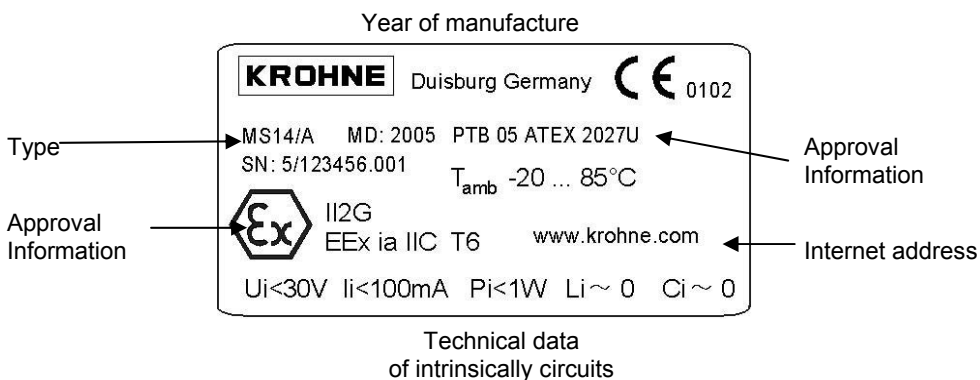 Year of manufacture
KROHNE Duisburg Germany CE 0102
Type
MS14/A MD: 2005 PTB 05 ATEX 2027U
Approval
Information
SN: 5/123456.001
Tamb -20 ... 85°C
Approval
Information
Ex
II2G
EEx ia IIC T6
www.krohne.com
Internet address
Ui<30V Ii<100mA Pi<1W Li ~ 0 Ci ~ 0
Technical data
of intrinsically circuits